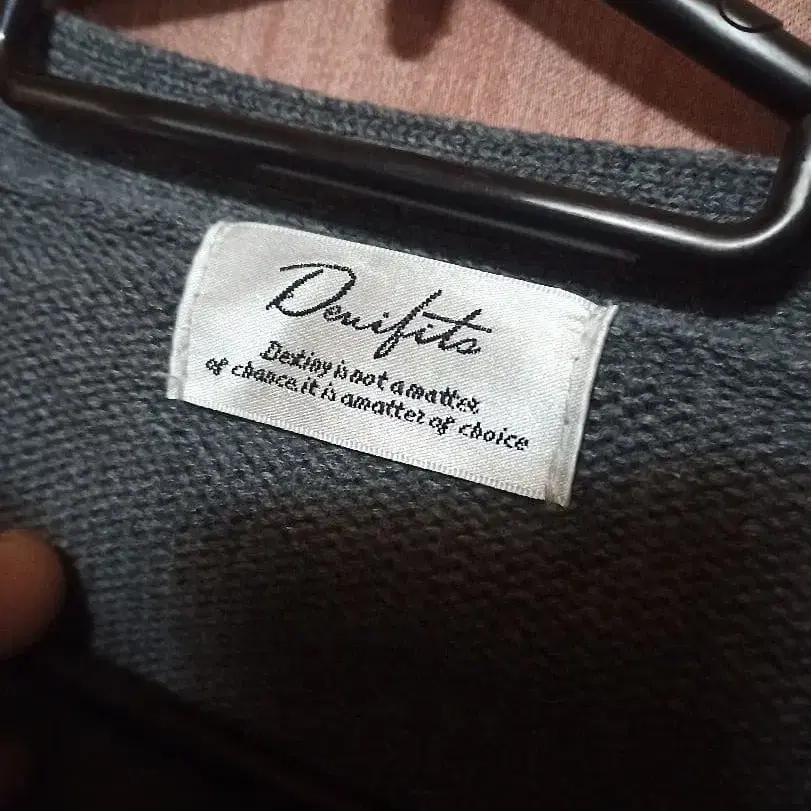 Denifits
Destiny is not a matter
of chance. it is a matter of choice